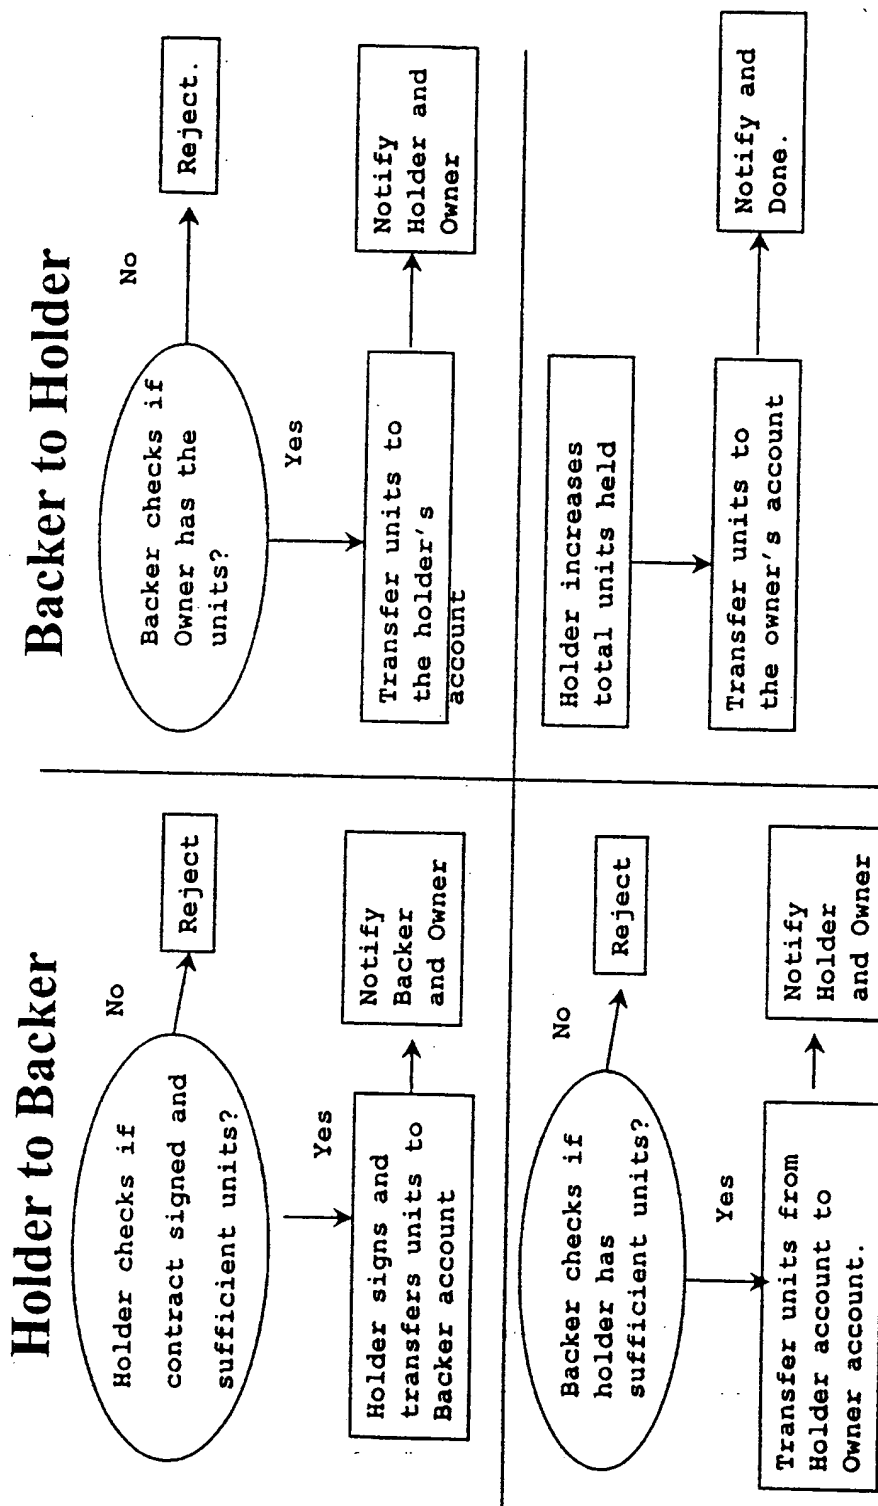 Holder to Backer
Holder checks if
contract signed and
sufficient units?
No
Reject
Yes
Holder signs and
transfers units to
Backer account
Notify
Backer
and Owner
Backer checks if
holder has
sufficient units?
No
Reject
Yes
Transfer units from
Holder account to
Owner account.
Notify
Holder
and Owner
Backer to Holder
Backer checks if
Owner has the
units?
No
Reject.
Yes
Transfer units to
the holder's
account
Notify
Holder and
Owner
Holder increases
total units held
Transfer units to
the owner's account
Notify and
Done.